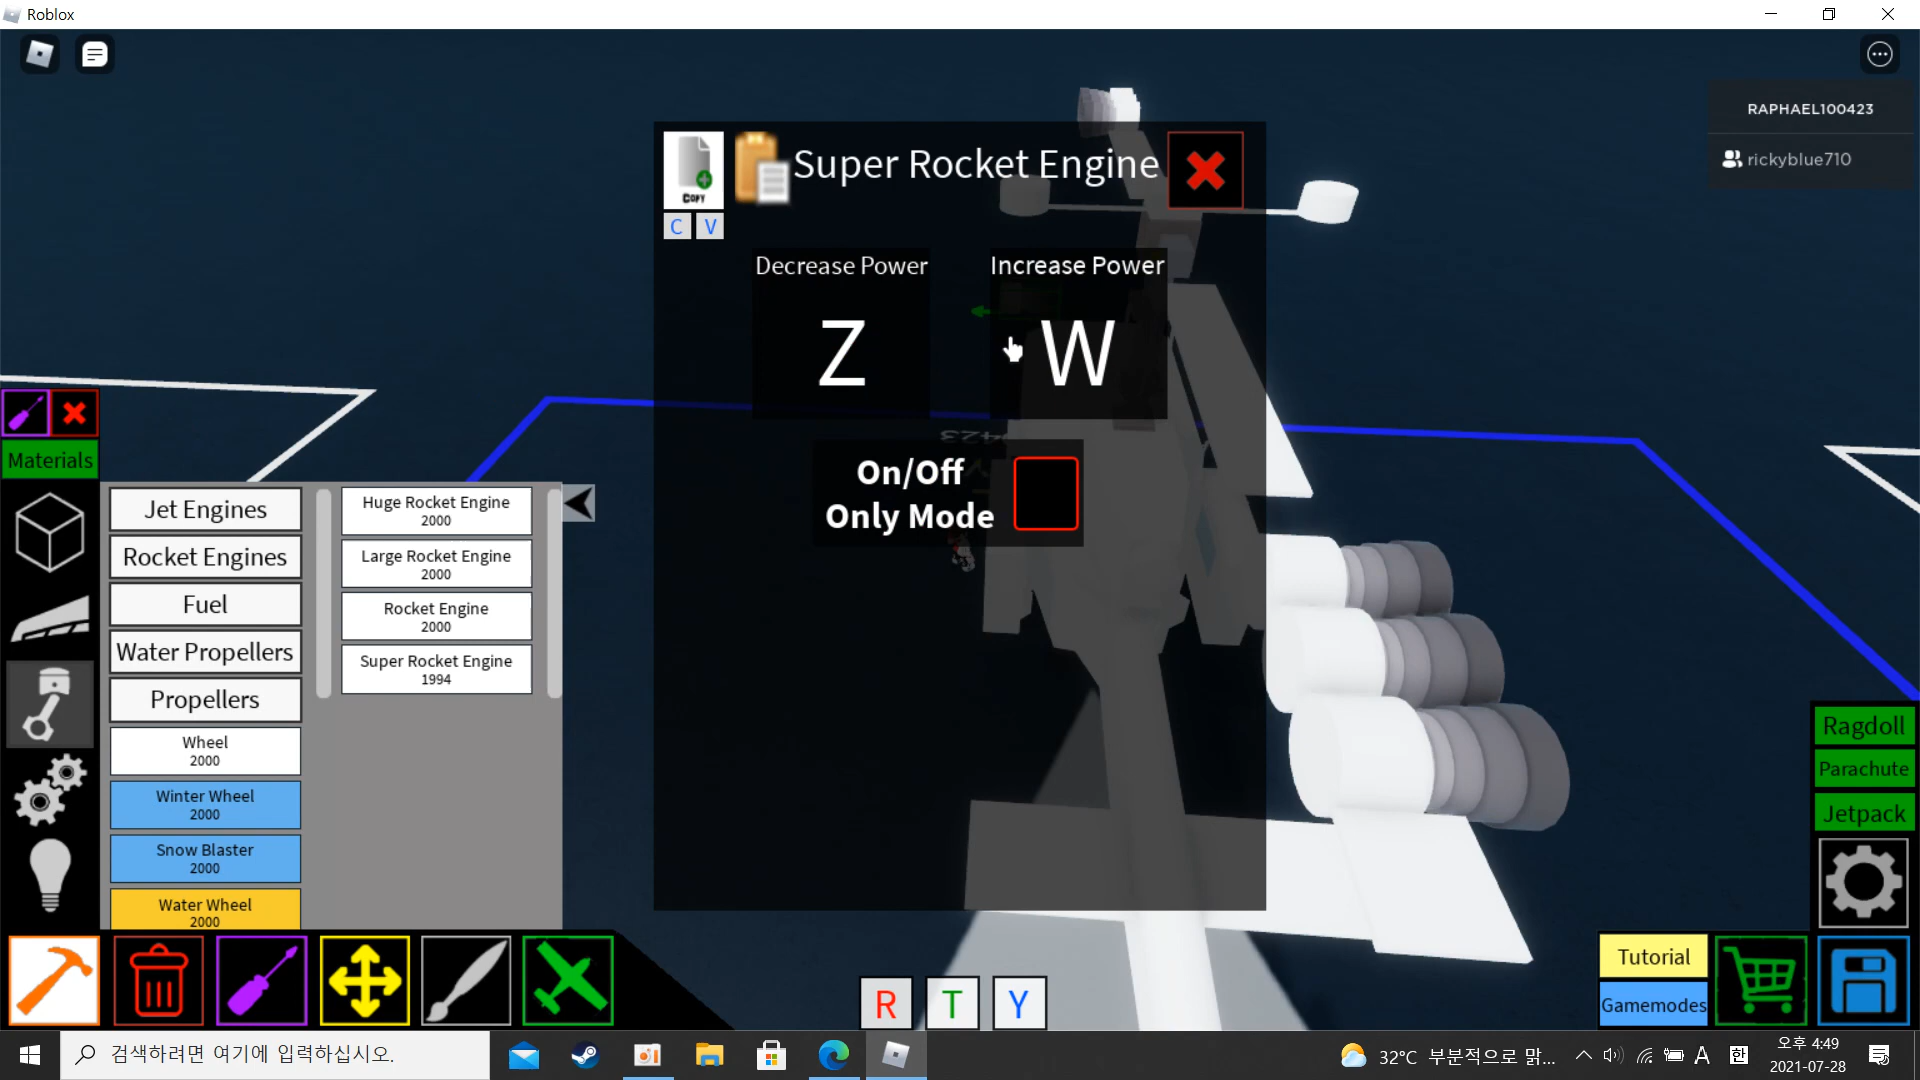 Roblox
RAPHAEL100423
rickyblue710
Super Rocket Engine
COPY
C V
Decrease Power
Increase Power
Z
W
On/Off
Only Mode
Materials
Jet Engines
Rocket Engines
Fuel
Water Propellers
Propellers
Wheel
2000
Winter Wheel
2000
Snow Blaster
2000
Water Wheel
2000
Huge Rocket Engine
2000
Large Rocket Engine
2000
Rocket Engine
2000
Super Rocket Engine
1994
Ragdoll
Parachute
Jetpack
Tutorial
Gamemodes
R T Y
검색하려면 여기에 입력하십시오.
32°C 부분적으로 맑...
A 한
오후 4:49
2021-07-28